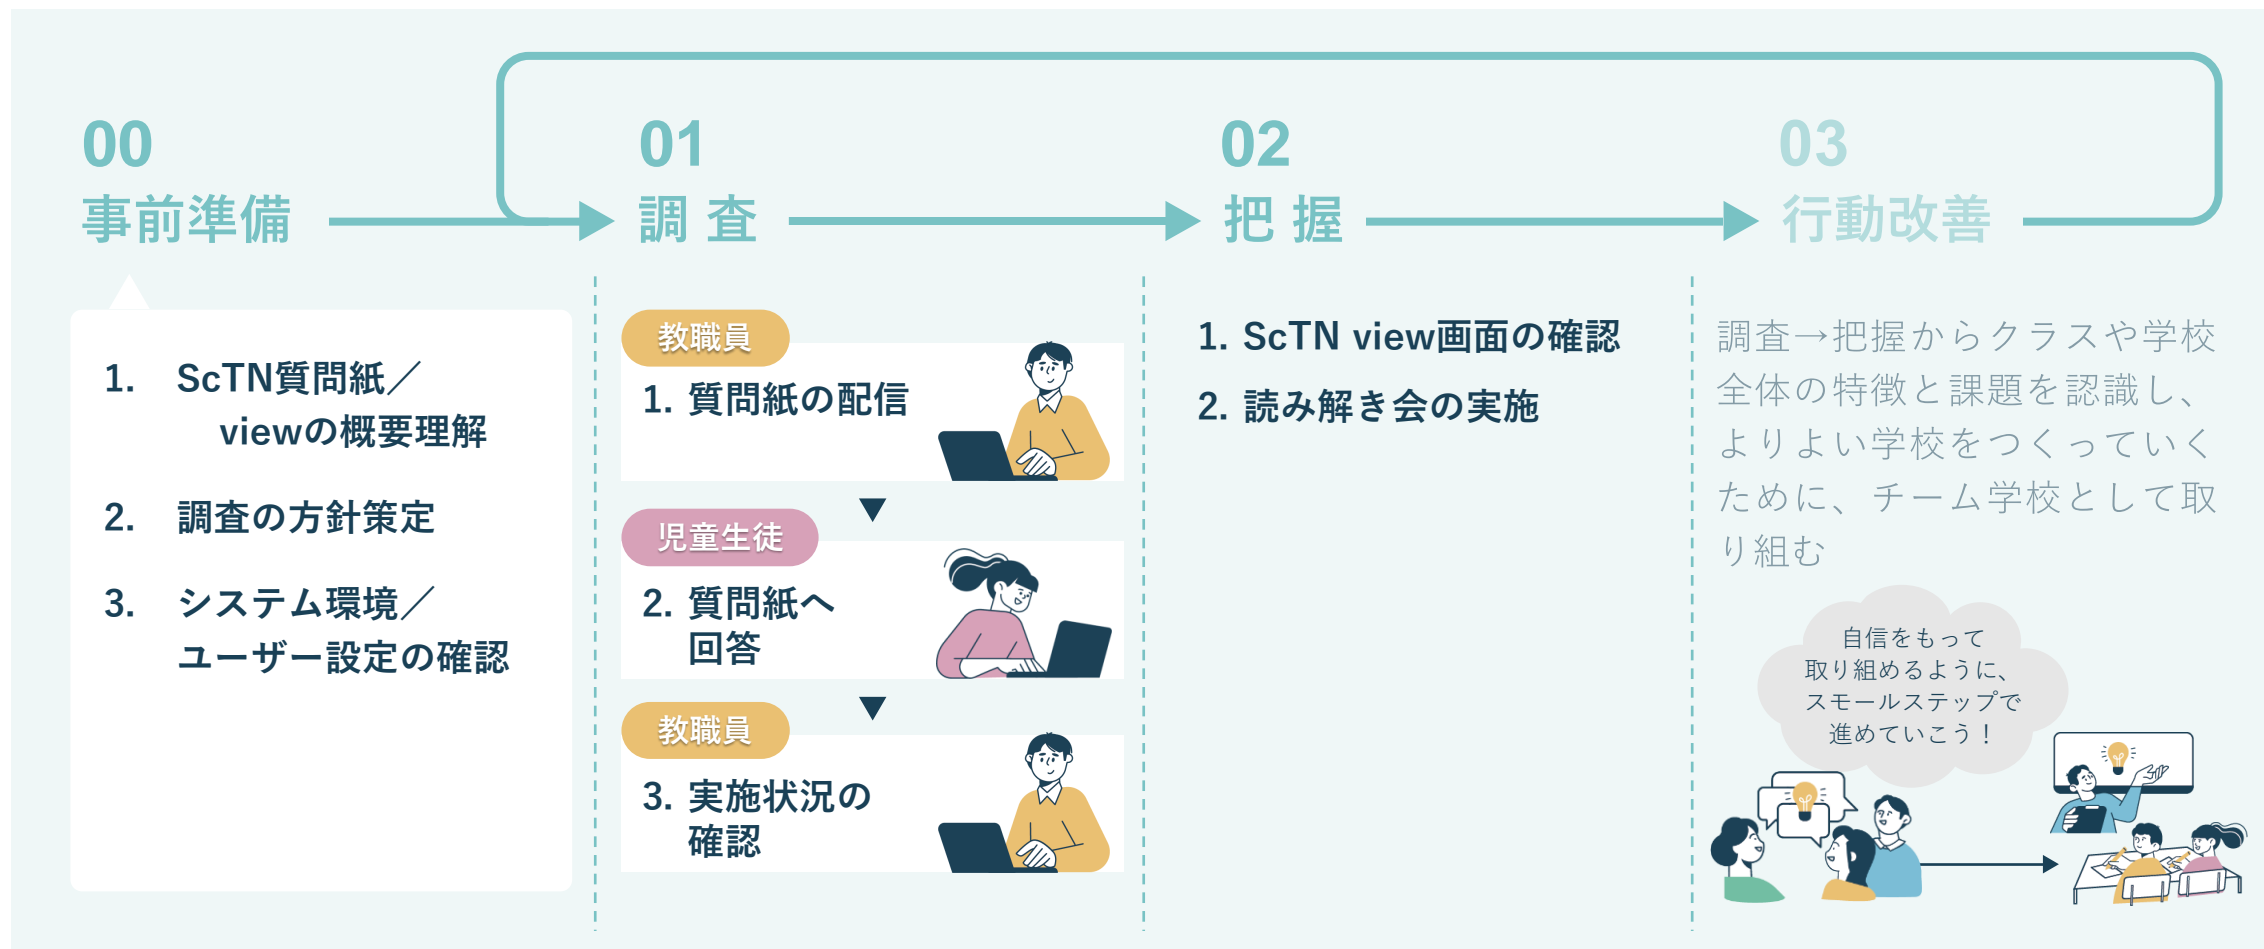 00
事前準備
01
調 査
02
把 握
03
行動改善
1. ScTN質問紙／
viewの概要理解
2. 調査の方針策定
3. システム環境／
ユーザー設定の確認
教職員
1. 質問紙の配信
児童生徒
2. 質問紙へ
回答
教職員
3. 実施状況の
確認
1. ScTN view画面の確認
2. 読み解き会の実施
調査→把握からクラスや学校
全体の特徴と課題を認識し、
よりよい学校をつくっていく
ために、チーム学校として取
り組む
自信をもって
取り組めるように、
スモールステップで
進めていこう！